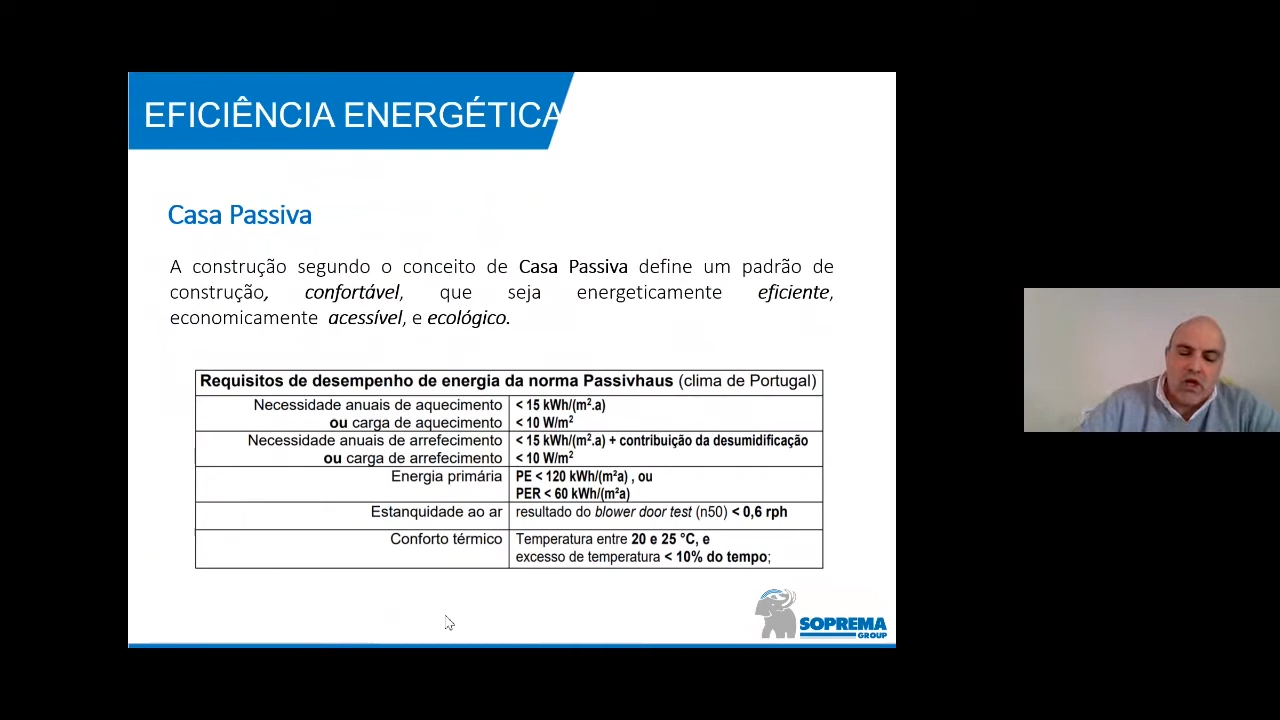 EFICIÊNCIA ENERGÉTICA
Casa Passiva
A construção segundo o conceito de Casa Passiva define um padrão de
construção, confortável, que seja energeticamente eficiente,
economicamente acessível, e ecológico.
Requisitos de desempenho de energia da norma Passivhaus (clima de Portugal)
Necessidade anuais de aquecimento < 15 kWh/(m².a)
ou carga de aquecimento < 10 W/m²
Necessidade anuais de arrefecimento < 15 kWh/(m².a) + contribuição da desumidificação
ou carga de arrefecimento < 10 W/m²
Energia primária PE < 120 kWh/(m²a) , ou
PER < 60 kWh/(m²a)
Estanquidade ao ar resultado do blower door test (n50) < 0,6 rph
Conforto térmico Temperatura entre 20 e 25 °C, e
excesso de temperatura < 10% do tempo;
SOPREMA
GROUP